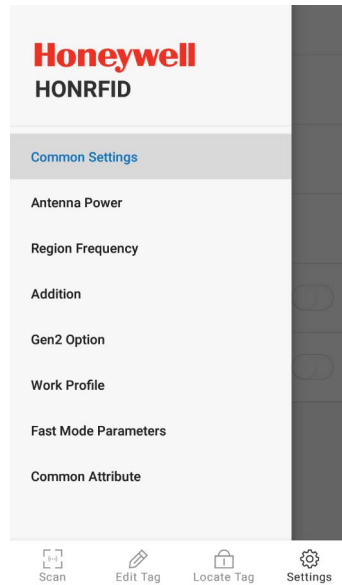 Honeywell
HONRFID
Common Settings
Antenna Power
Region Frequency
Addition
Gen2 Option
Work Profile
Fast Mode Parameters
Common Attribute
Scan
Edit Tag
Locate Tag
Settings